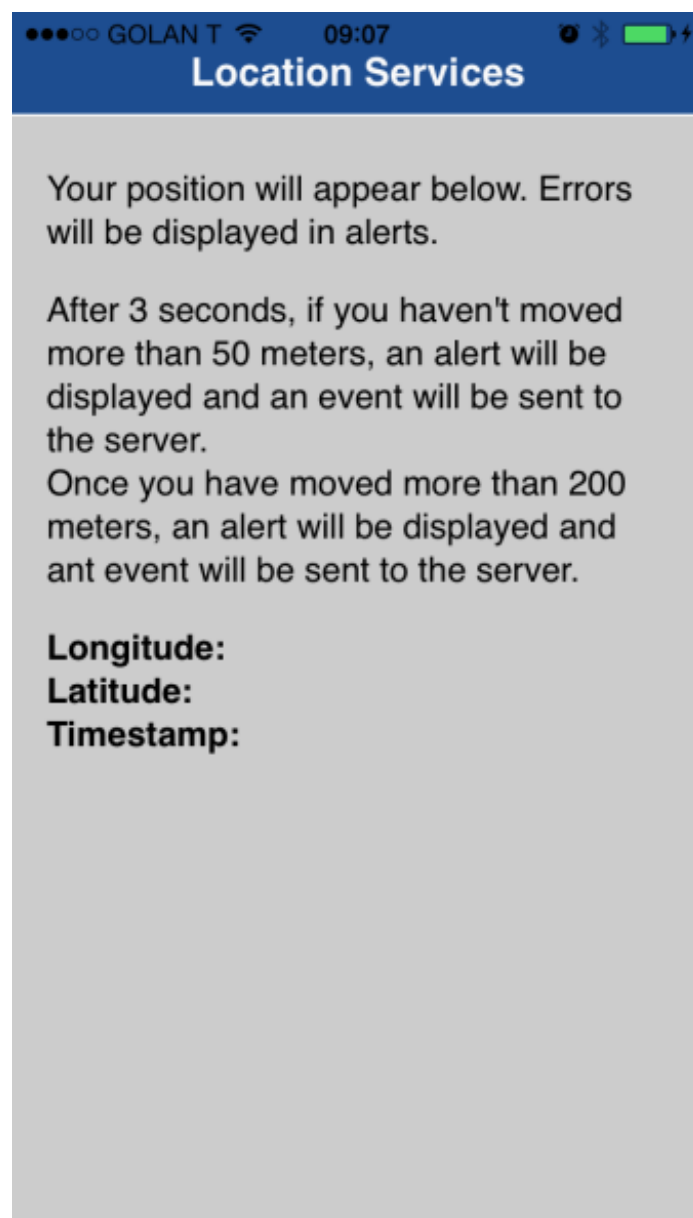 GOLAN T 09:07
Location Services
Your position will appear below. Errors
will be displayed in alerts.
After 3 seconds, if you haven't moved
more than 50 meters, an alert will be
displayed and an event will be sent to
the server.
Once you have moved more than 200
meters, an alert will be displayed and
ant event will be sent to the server.
Longitude:
Latitude:
Timestamp: